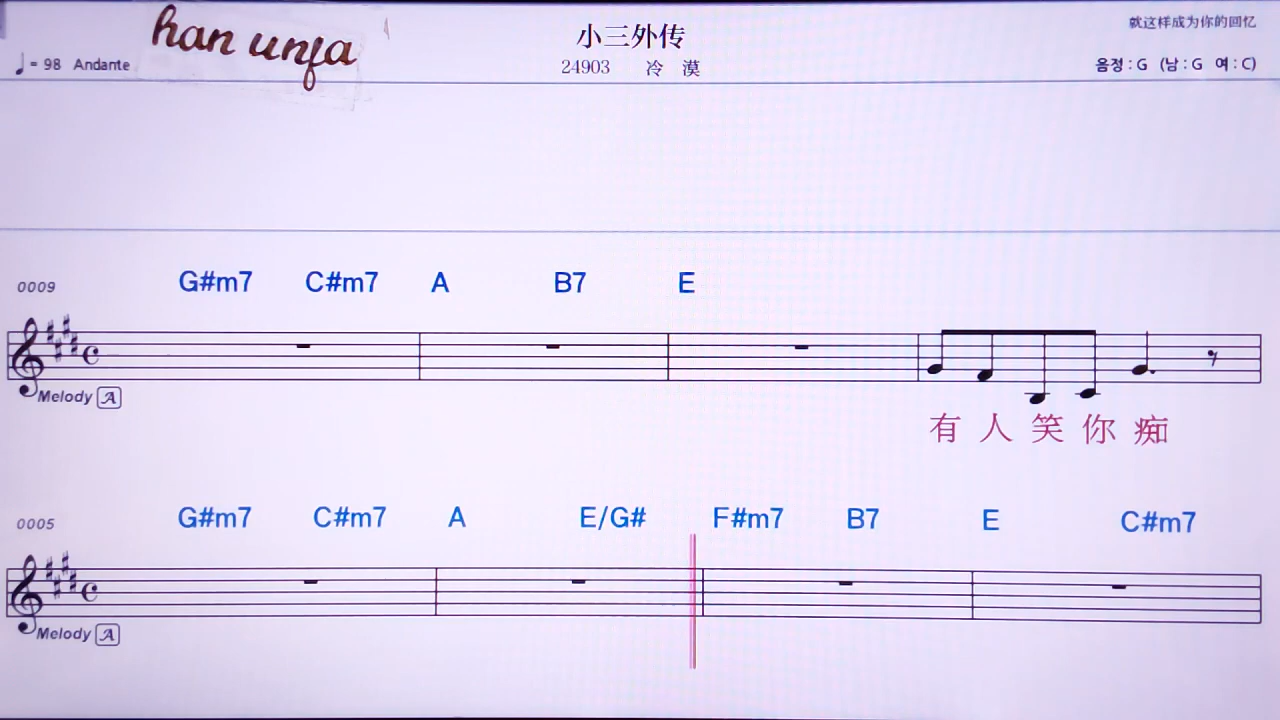 han unfa
小三外传
就这样成为你的回忆
♩= 98 Andante
24903 冷 漠
음정 : G (남 : G 여 : C)
0009 G#m7 C#m7 A B7 E
Melody A
有 人 笑 你 痴
0005 G#m7 C#m7 A E/G# F#m7 B7 E C#m7
Melody A